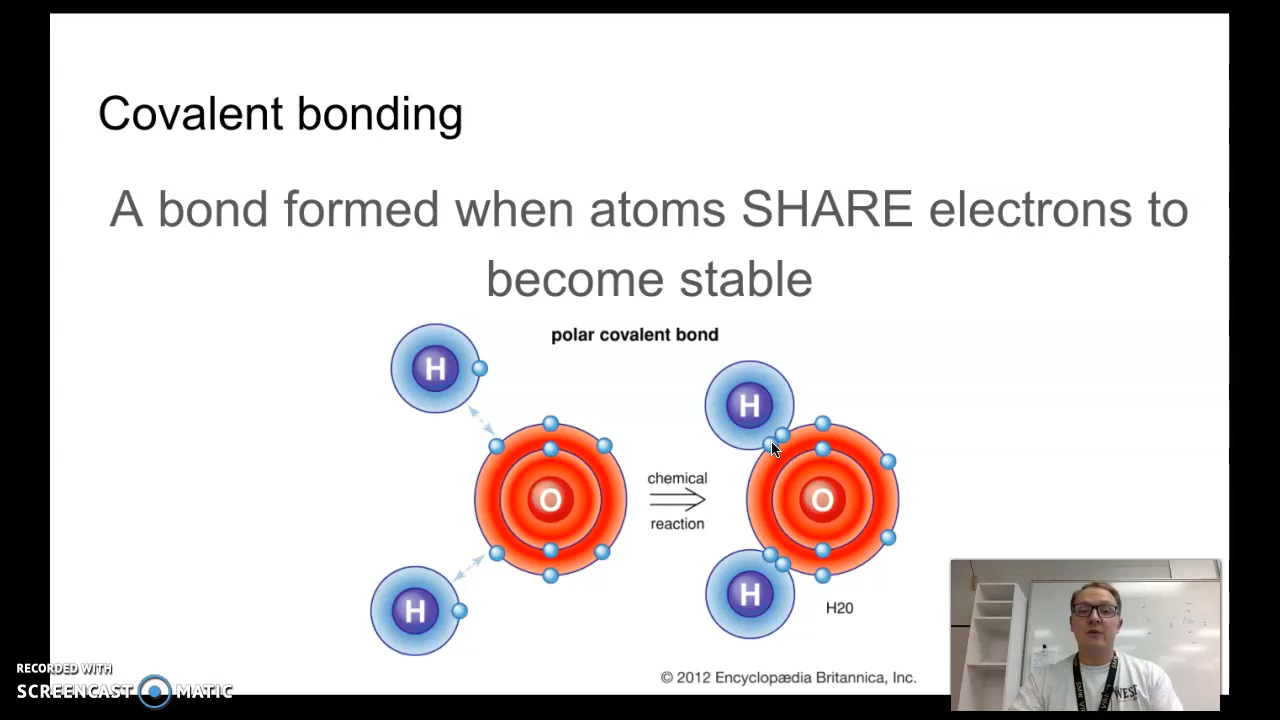 Covalent bonding
A bond formed when atoms SHARE electrons to
become stable
polar covalent bond
H
H
O
chemical
reaction
O
H
H
H20
© 2012 Encyclopædia Britannica, Inc.
RECORDED WITH
SCREENCAST MATIC
WEST